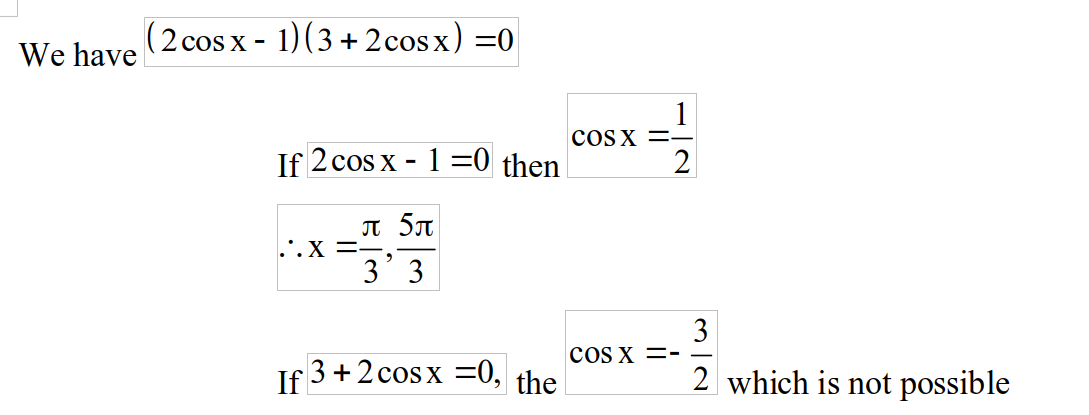 We have (2cos x - 1)(3 + 2cos x) =0
If 2cos x - 1 =0 then cos x = 1/2
∴ x = π/3, 5π/3
If 3 + 2cos x =0, the cos x =- 3/2 which is not possible